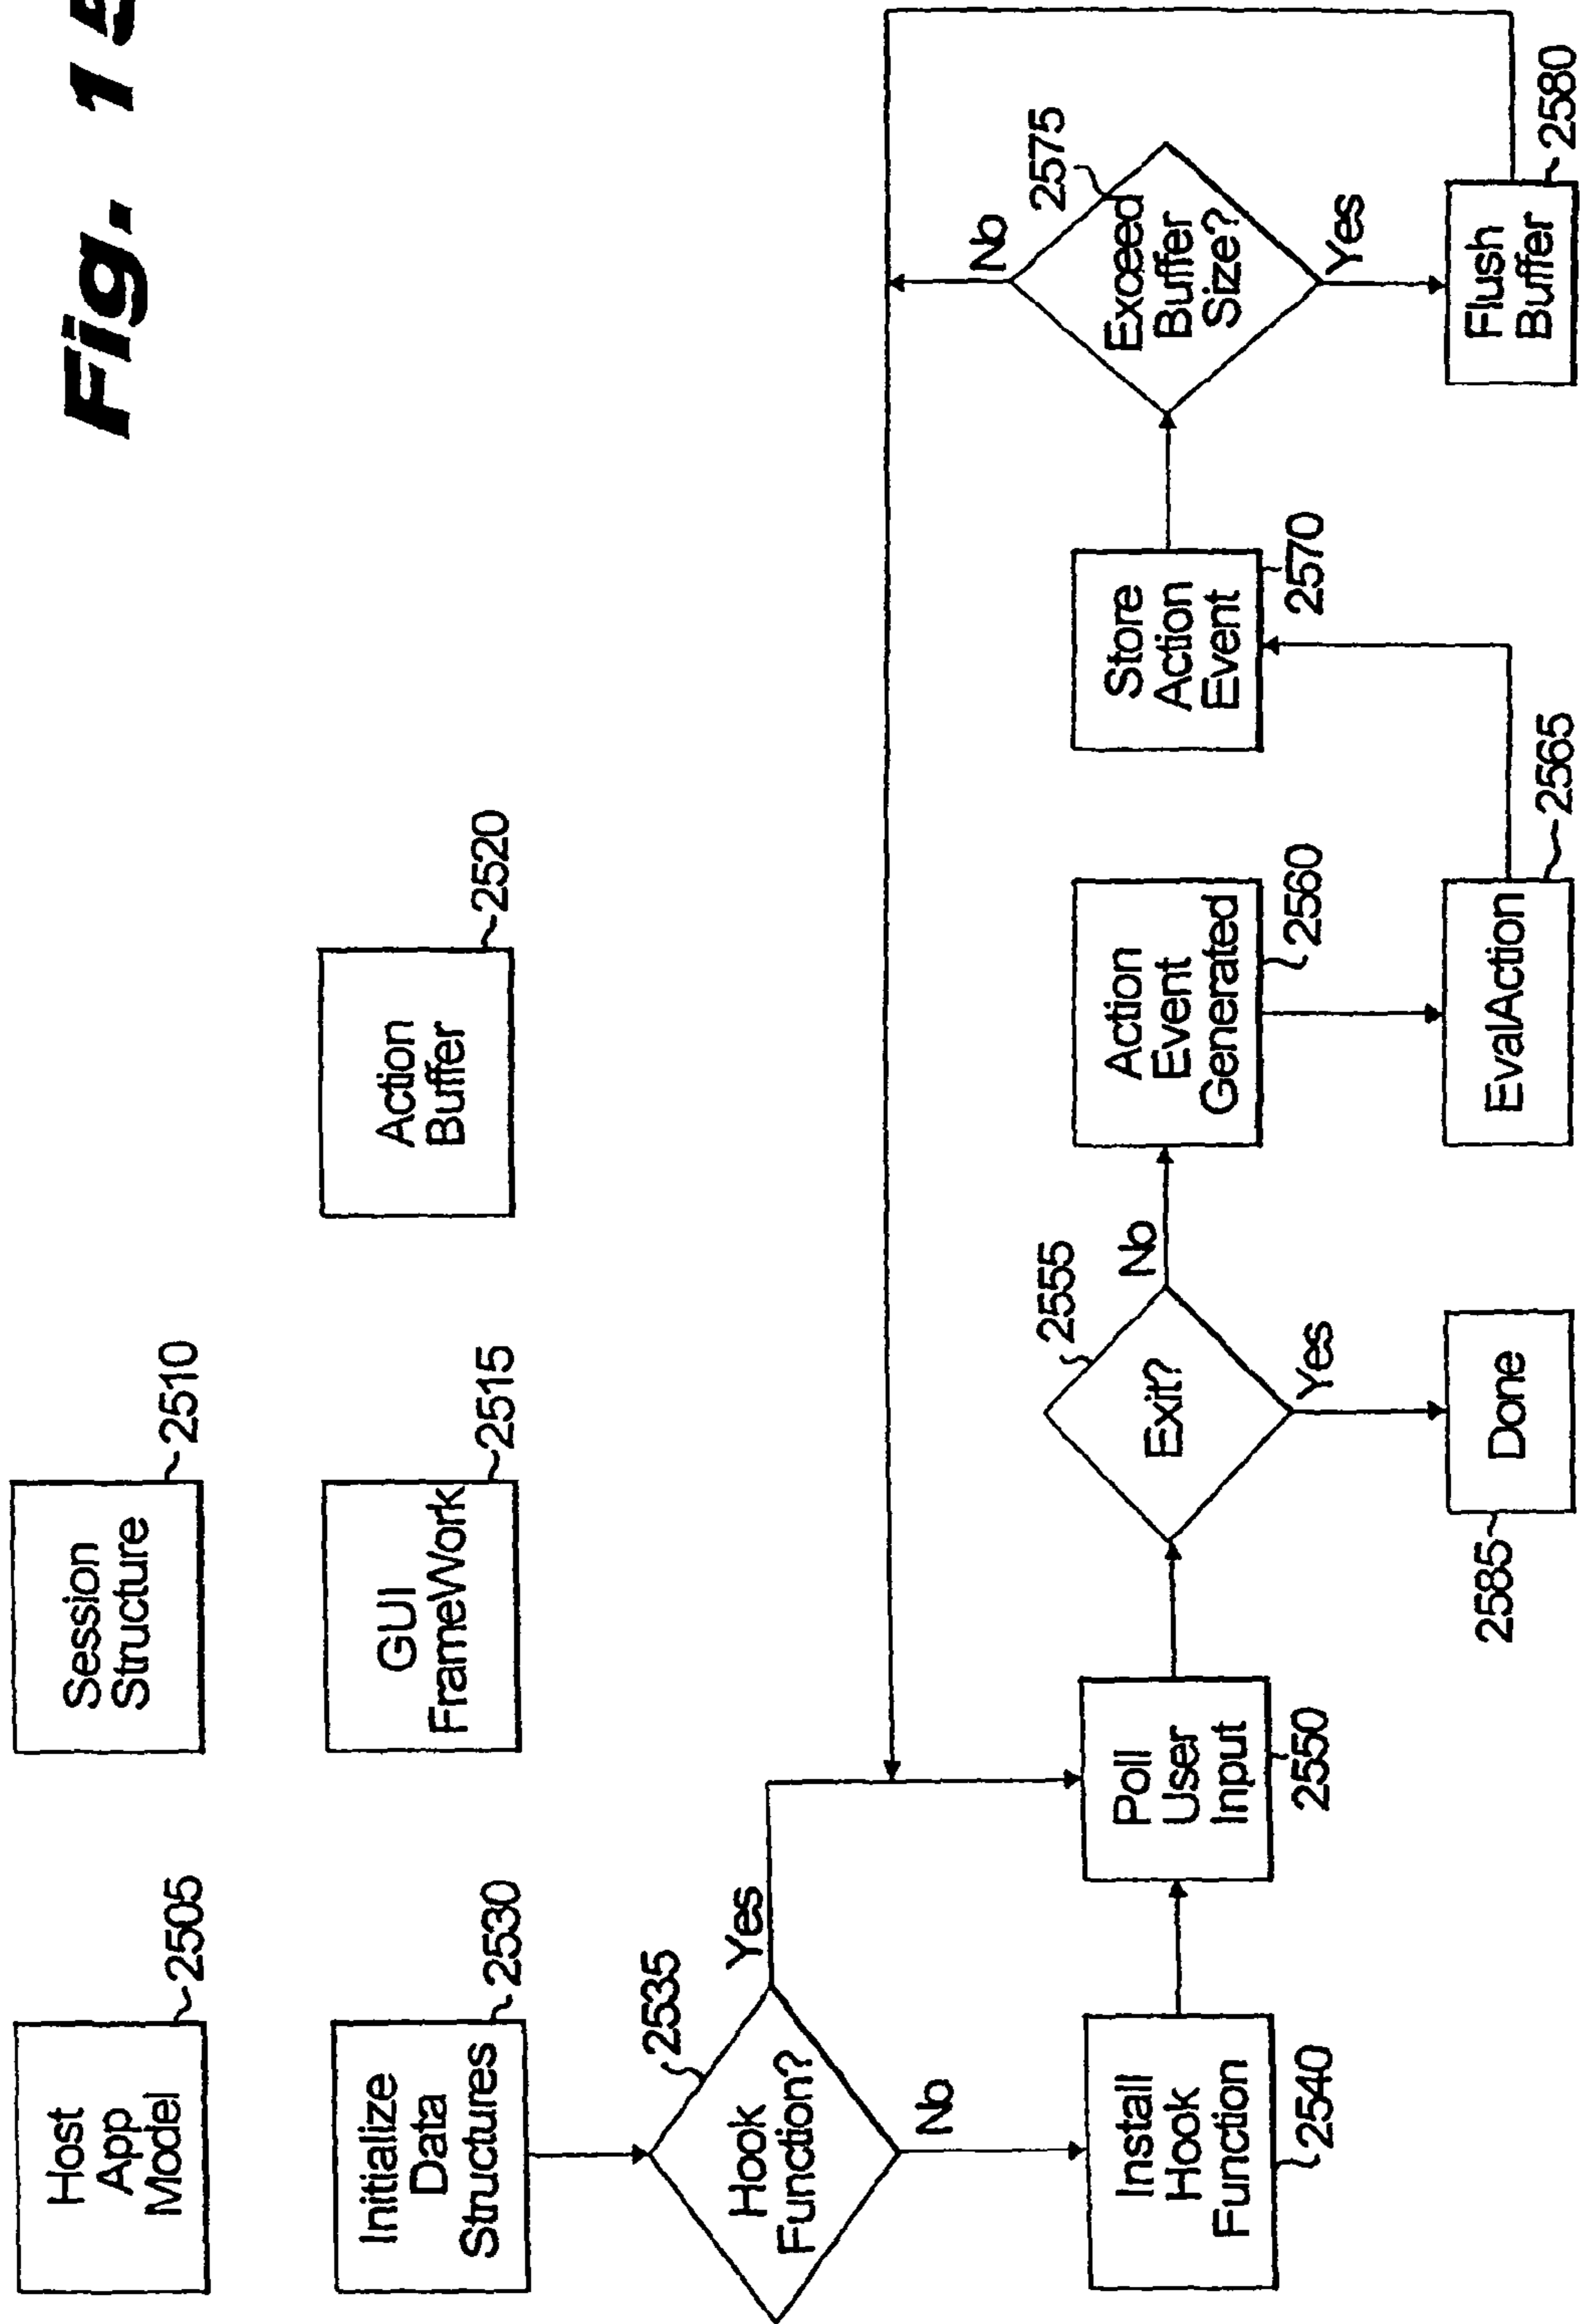 Fig. 15
Host
App
Model
2505
Session
Structure
2510
Initialize
Data
Structures
2530
GUI
FrameWork
2515
Action
Buffer
2520
Hook
Function?
2535
Yes
No
Install
Hook
Function
2540
Poll
User
Input
2550
Exit?
2555
No
Yes
Done
2585
Action
Event
Generated
2560
EvalAction
2565
Store
Action
Event
2570
Exceed
Buffer
Size?
2575
No
Yes
Flush
Buffer
2580